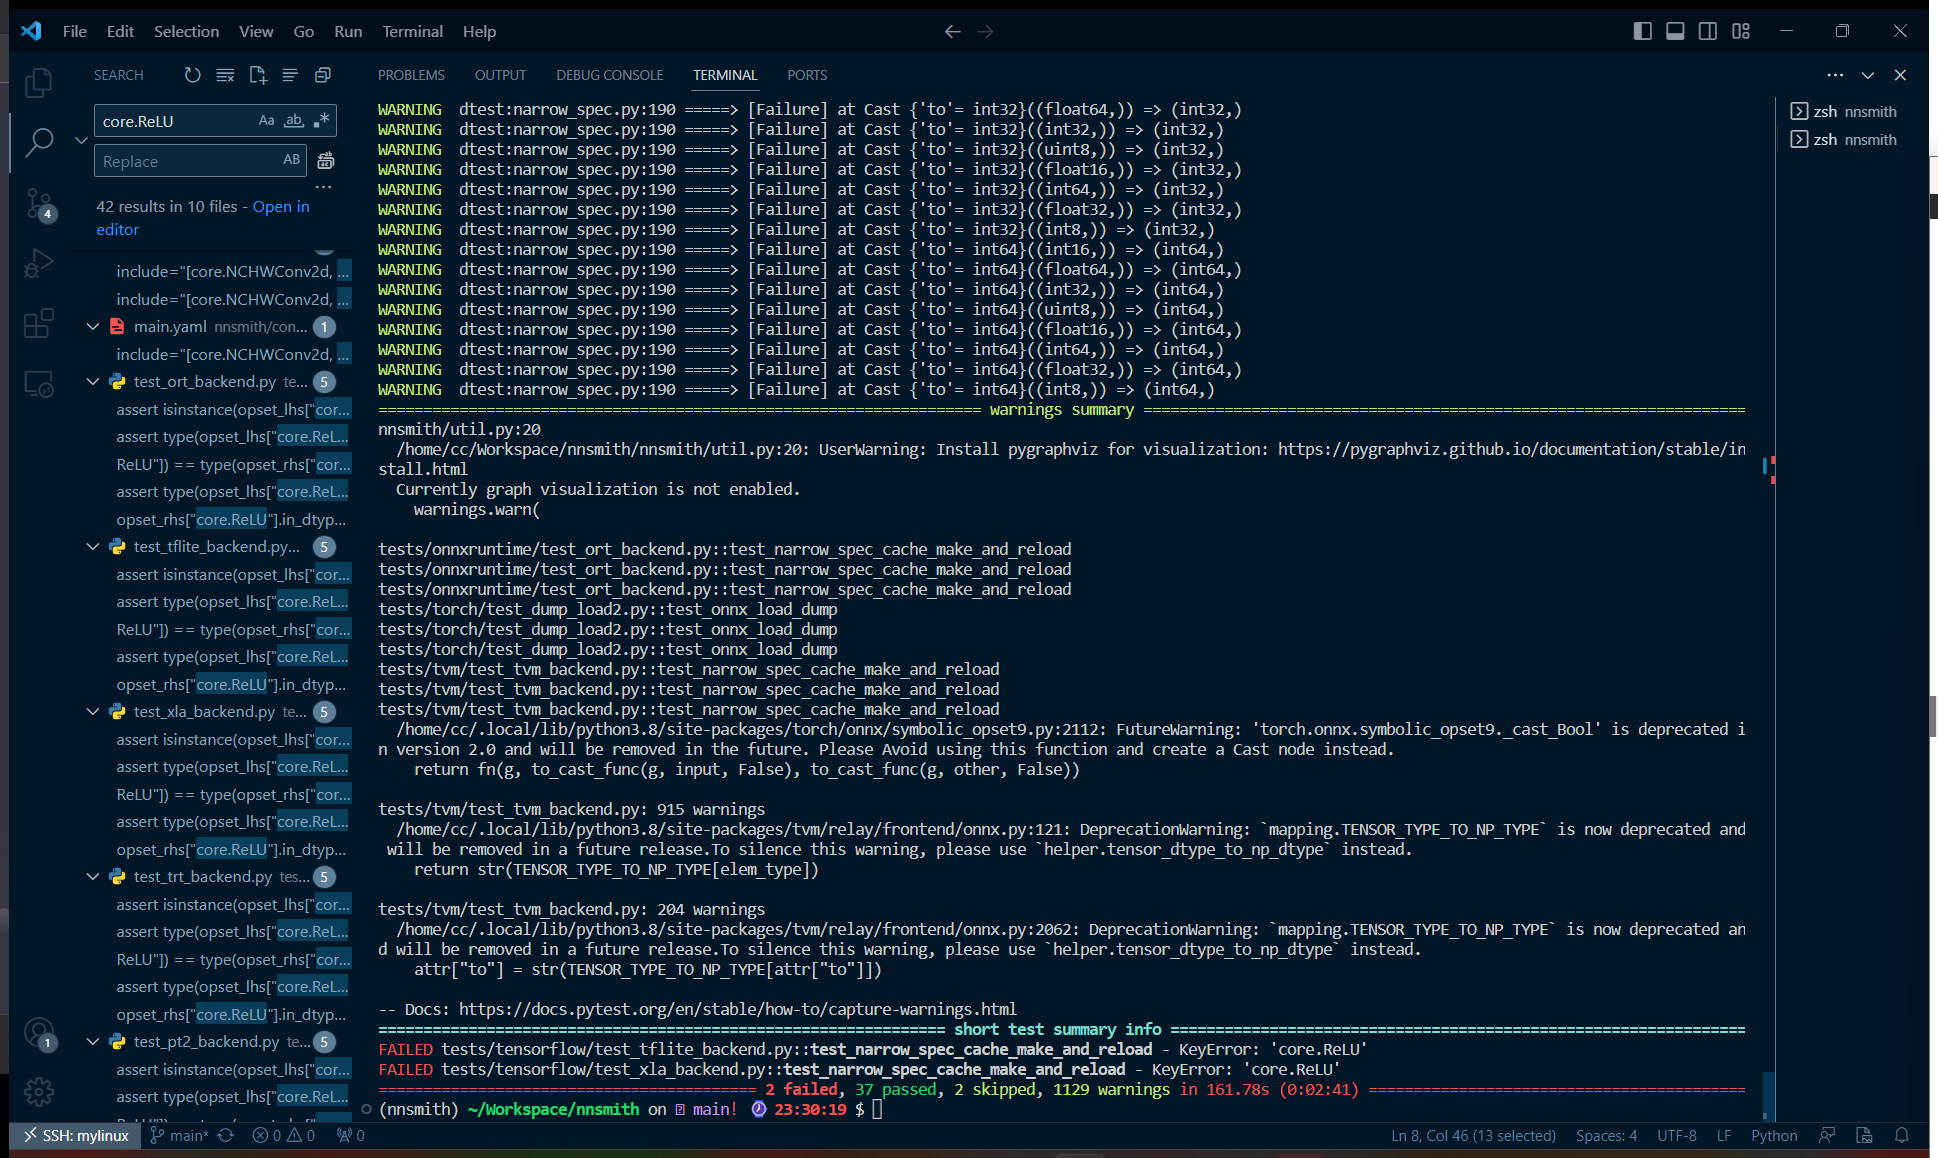 File Edit Selection View Go Run Terminal Help
SEARCH
core.ReLU
Aa ab
Replace
AB
42 results in 10 files - Open in
editor
include="[core.NCHWConv2d, ...
include="[core.NCHWConv2d, ...
main.yaml nnsmith/con... 1
include="[core.NCHWConv2d, ...
test_ort_backend.py te... 5
assert isinstance(opset_lhs["cor...
assert type(opset_lhs["core.ReL...
ReLU"]) == type(opset_rhs["cor...
assert type(opset_lhs["core.ReL...
opset_rhs["core.ReLU"].in_dtyp...
test_tflite_backend.py... 5
assert isinstance(opset_lhs["cor...
assert type(opset_lhs["core.ReL...
ReLU"]) == type(opset_rhs["cor...
assert type(opset_lhs["core.ReL...
opset_rhs["core.ReLU"].in_dtyp...
test_xla_backend.py te... 5
assert isinstance(opset_lhs["cor...
assert type(opset_lhs["core.ReL...
ReLU"]) == type(opset_rhs["cor...
assert type(opset_lhs["core.ReL...
opset_rhs["core.ReLU"].in_dtyp...
test_trt_backend.py tes... 5
assert isinstance(opset_lhs["cor...
assert type(opset_lhs["core.ReL...
ReLU"]) == type(opset_rhs["cor...
assert type(opset_lhs["core.ReL...
opset_rhs["core.ReLU"].in_dtyp...
test_pt2_backend.py te... 5
assert isinstance(opset_lhs["cor...
assert type(opset_lhs["core.ReL...
4
1
PROBLEMS OUTPUT DEBUG CONSOLE TERMINAL PORTS
WARNING dtest:narrow_spec.py:190 =====> [Failure] at Cast {'to'= int32}((float64,)) => (int32,)
WARNING dtest:narrow_spec.py:190 =====> [Failure] at Cast {'to'= int32}((int32,)) => (int32,)
WARNING dtest:narrow_spec.py:190 =====> [Failure] at Cast {'to'= int32}((uint8,)) => (int32,)
WARNING dtest:narrow_spec.py:190 =====> [Failure] at Cast {'to'= int32}((float16,)) => (int32,)
WARNING dtest:narrow_spec.py:190 =====> [Failure] at Cast {'to'= int32}((int64,)) => (int32,)
WARNING dtest:narrow_spec.py:190 =====> [Failure] at Cast {'to'= int32}((float32,)) => (int32,)
WARNING dtest:narrow_spec.py:190 =====> [Failure] at Cast {'to'= int32}((int8,)) => (int32,)
WARNING dtest:narrow_spec.py:190 =====> [Failure] at Cast {'to'= int64}((int16,)) => (int64,)
WARNING dtest:narrow_spec.py:190 =====> [Failure] at Cast {'to'= int64}((float64,)) => (int64,)
WARNING dtest:narrow_spec.py:190 =====> [Failure] at Cast {'to'= int64}((int32,)) => (int64,)
WARNING dtest:narrow_spec.py:190 =====> [Failure] at Cast {'to'= int64}((uint8,)) => (int64,)
WARNING dtest:narrow_spec.py:190 =====> [Failure] at Cast {'to'= int64}((float16,)) => (int64,)
WARNING dtest:narrow_spec.py:190 =====> [Failure] at Cast {'to'= int64}((int64,)) => (int64,)
WARNING dtest:narrow_spec.py:190 =====> [Failure] at Cast {'to'= int64}((float32,)) => (int64,)
WARNING dtest:narrow_spec.py:190 =====> [Failure] at Cast {'to'= int64}((int8,)) => (int64,)
=================================================================== warnings summary ===================================================================
nnsmith/util.py:20
/home/cc/Workspace/nnsmith/nnsmith/util.py:20: UserWarning: Install pygraphviz for visualization: https://pygraphviz.github.io/documentation/stable/in
stall.html
Currently graph visualization is not enabled.
warnings.warn(
tests/onnxruntime/test_ort_backend.py::test_narrow_spec_cache_make_and_reload
tests/onnxruntime/test_ort_backend.py::test_narrow_spec_cache_make_and_reload
tests/onnxruntime/test_ort_backend.py::test_narrow_spec_cache_make_and_reload
tests/torch/test_dump_load2.py::test_onnx_load_dump
tests/torch/test_dump_load2.py::test_onnx_load_dump
tests/torch/test_dump_load2.py::test_onnx_load_dump
tests/tvm/test_tvm_backend.py::test_narrow_spec_cache_make_and_reload
tests/tvm/test_tvm_backend.py::test_narrow_spec_cache_make_and_reload
tests/tvm/test_tvm_backend.py::test_narrow_spec_cache_make_and_reload
/home/cc/.local/lib/python3.8/site-packages/torch/onnx/symbolic_opset9.py:2112: FutureWarning: 'torch.onnx.symbolic_opset9._cast_Bool' is deprecated i
n version 2.0 and will be removed in the future. Please Avoid using this function and create a Cast node instead.
return fn(g, to_cast_func(g, input, False), to_cast_func(g, other, False))
tests/tvm/test_tvm_backend.py: 915 warnings
/home/cc/.local/lib/python3.8/site-packages/tvm/relay/frontend/onnx.py:121: DeprecationWarning: `mapping.TENSOR_TYPE_TO_NP_TYPE` is now deprecated and
will be removed in a future release.To silence this warning, please use `helper.tensor_dtype_to_np_dtype` instead.
return str(TENSOR_TYPE_TO_NP_TYPE[elem_type])
tests/tvm/test_tvm_backend.py: 204 warnings
/home/cc/.local/lib/python3.8/site-packages/tvm/relay/frontend/onnx.py:2062: DeprecationWarning: `mapping.TENSOR_TYPE_TO_NP_TYPE` is now deprecated an
d will be removed in a future release.To silence this warning, please use `helper.tensor_dtype_to_np_dtype` instead.
attr["to"] = str(TENSOR_TYPE_TO_NP_TYPE[attr["to"]])
-- Docs: https://docs.pytest.org/en/stable/how-to/capture-warnings.html
=============================================================== short test summary info ================================================================
FAILED tests/tensorflow/test_tflite_backend.py::test_narrow_spec_cache_make_and_reload - KeyError: 'core.ReLU'
FAILED tests/tensorflow/test_xla_backend.py::test_narrow_spec_cache_make_and_reload - KeyError: 'core.ReLU'
========================================== 2 failed, 37 passed, 2 skipped, 1129 warnings in 161.78s (0:02:41) ==========================================
(nnsmith) ~/Workspace/nnsmith on main! 23:30:19 $
zsh nnsmith
zsh nnsmith
SSH: mylinux main* 0 0 0 Ln 8, Col 46 (13 selected) Spaces: 4 UTF-8 LF Python